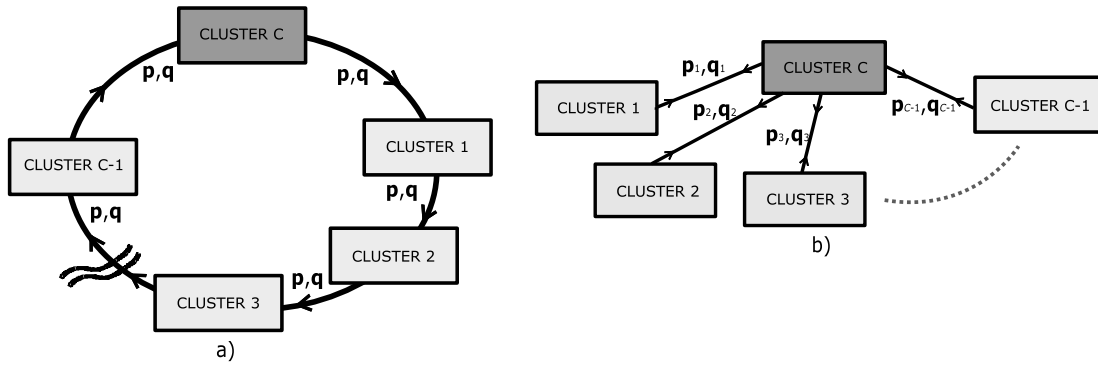 CLUSTER C
p,q
p,q
CLUSTER 1
CLUSTER C-1
p,q
p,q
CLUSTER 2
p,q
CLUSTER 3
a)
CLUSTER C
p1,q1
CLUSTER 1
p2,q2
pC-1,qC-1
CLUSTER C-1
p3,q3
CLUSTER 2
CLUSTER 3
b)